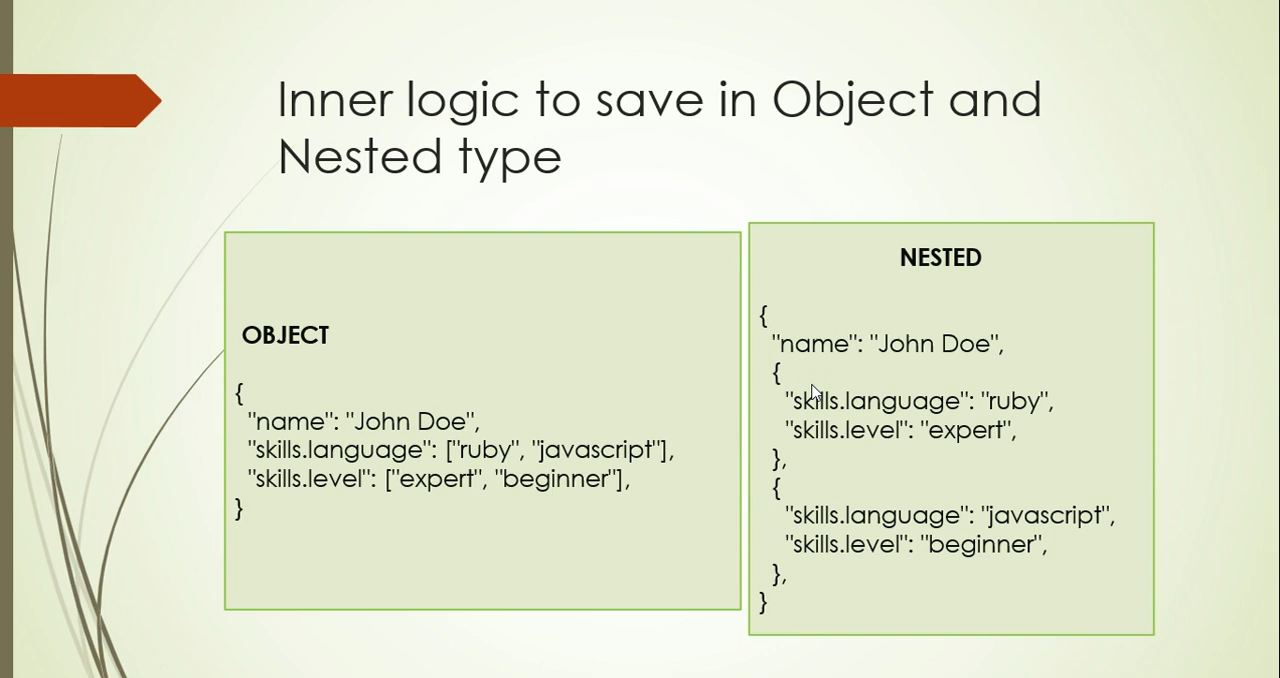 Inner logic to save in Object and
Nested type
OBJECT
{
"name": "John Doe",
"skills.language": ["ruby", "javascript"],
"skills.level": ["expert", "beginner"],
}
NESTED
{
"name": "John Doe",
{
"skills.language": "ruby",
"skills.level": "expert",
},
{
"skills.language": "javascript",
"skills.level": "beginner",
},
}